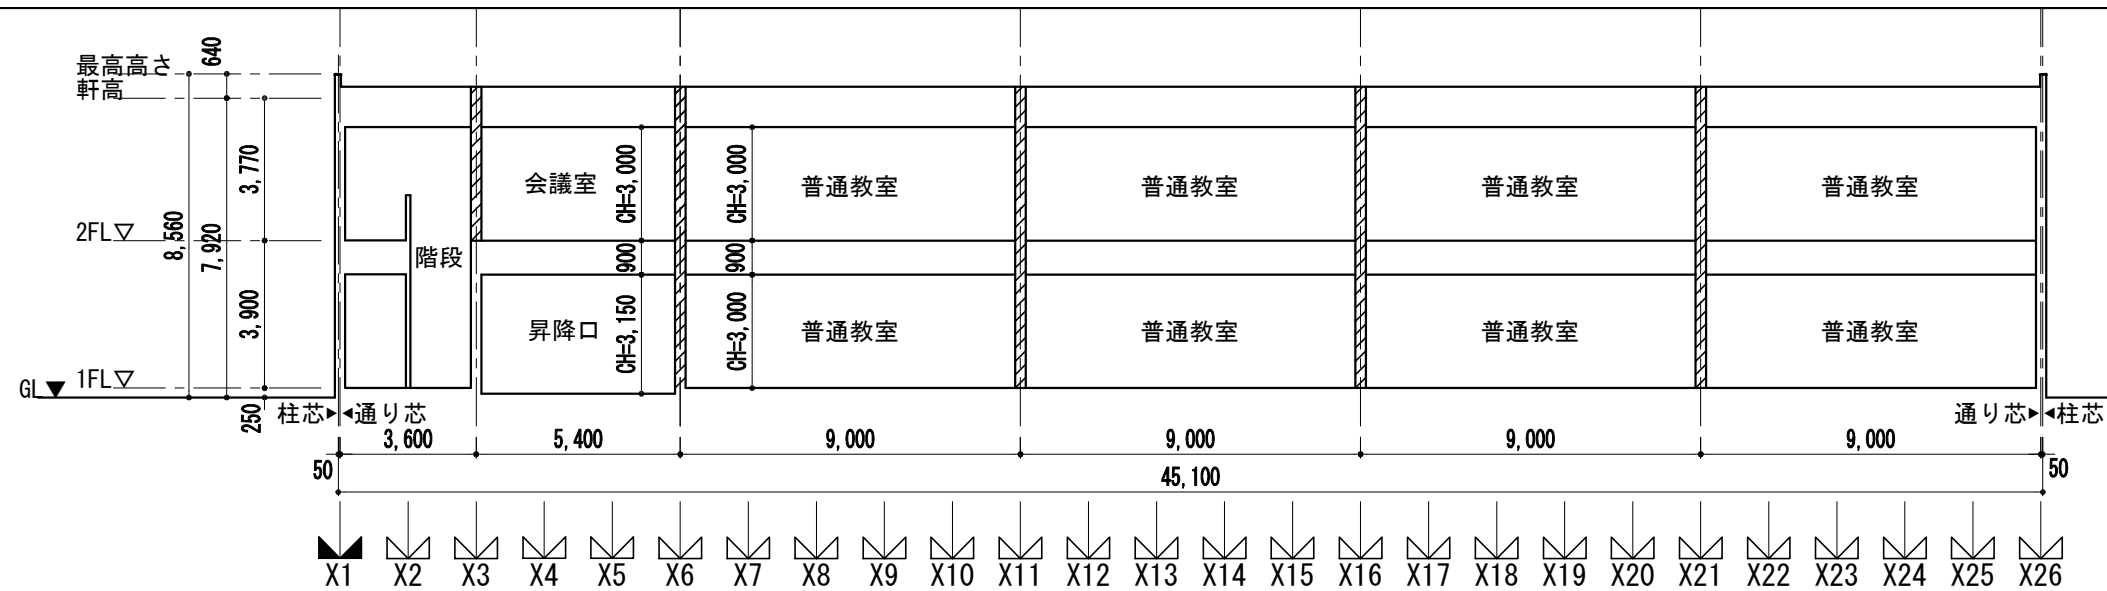 最高高さ
軒高
640
3,770
8,560
7,920
2FL▽
3,900
1FL▽
GL▼
250
会議室
CH=3,000
CH=3,000
普通教室
普通教室
普通教室
普通教室
階段
900
900
昇降口
CH=3,150
CH=3,000
普通教室
普通教室
普通教室
普通教室
柱芯
通り芯
通り芯
柱芯
3,600
5,400
9,000
9,000
9,000
9,000
50
50
45,100
X1 X2 X3 X4 X5 X6 X7 X8 X9 X10 X11 X12 X13 X14 X15 X16 X17 X18 X19 X20 X21 X22 X23 X24 X25 X26